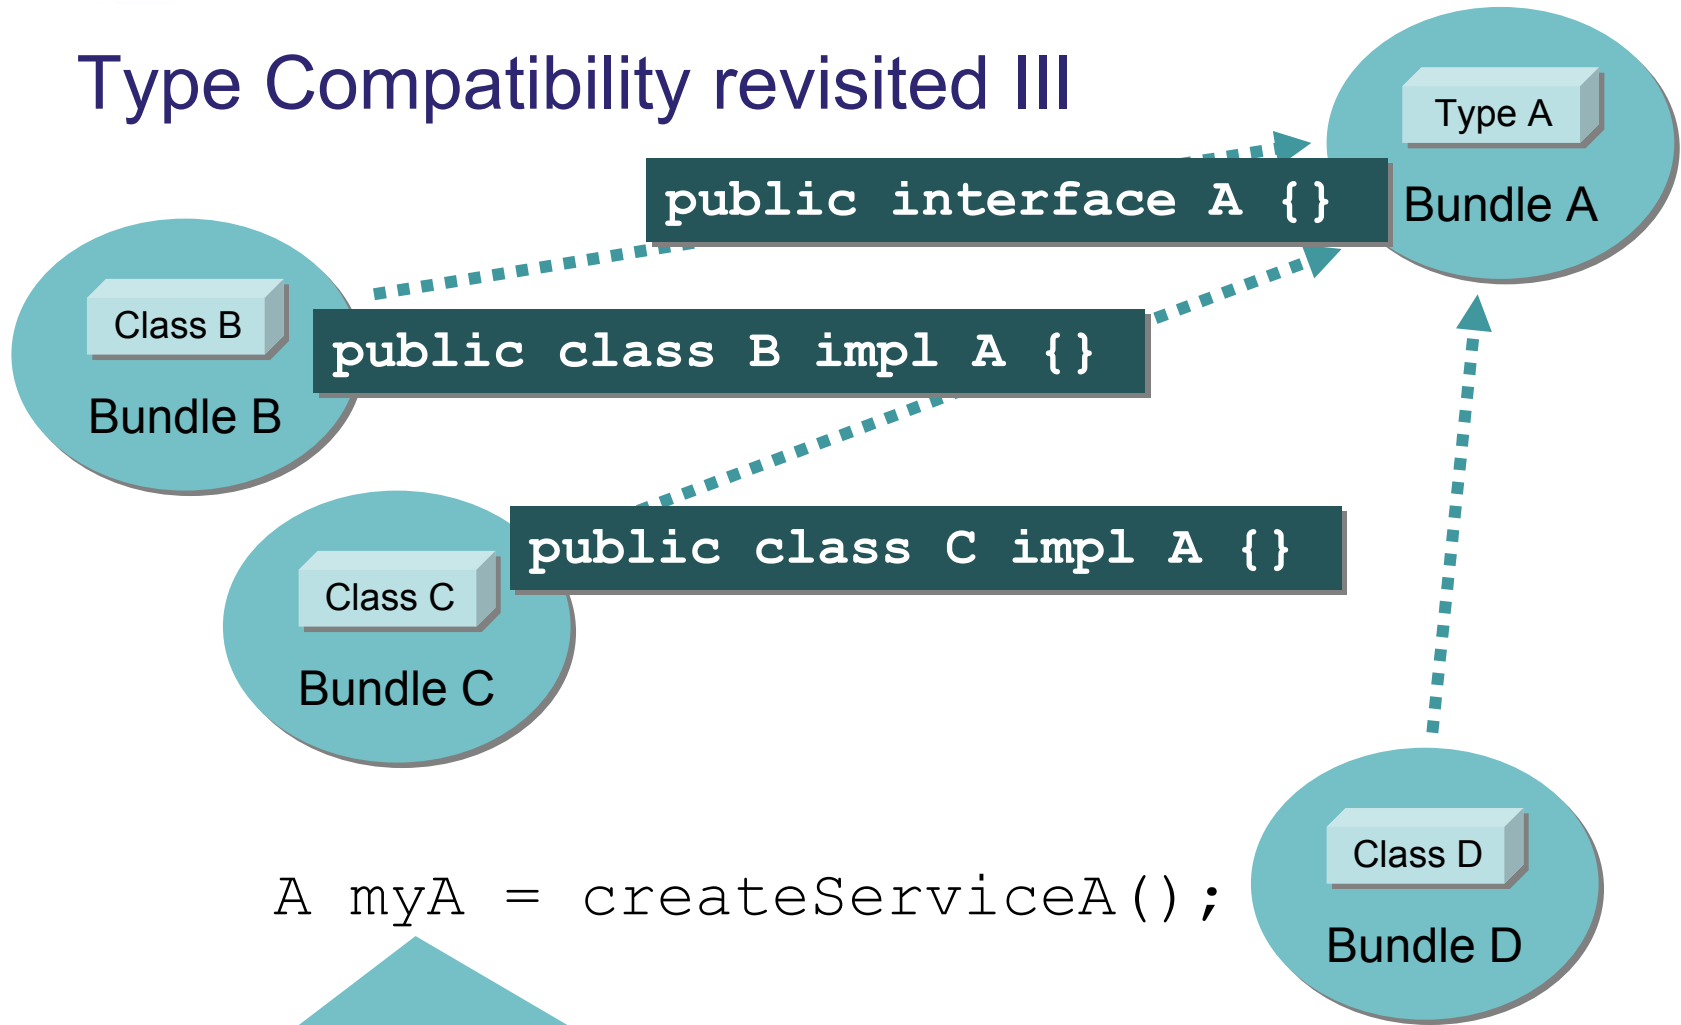 Type Compatibility revisited III
Type A
Bundle A
public interface A {}
Class B
Bundle B
public class B impl A {}
Class C
Bundle C
public class C impl A {}
Class D
Bundle D
A myA = createServiceA();